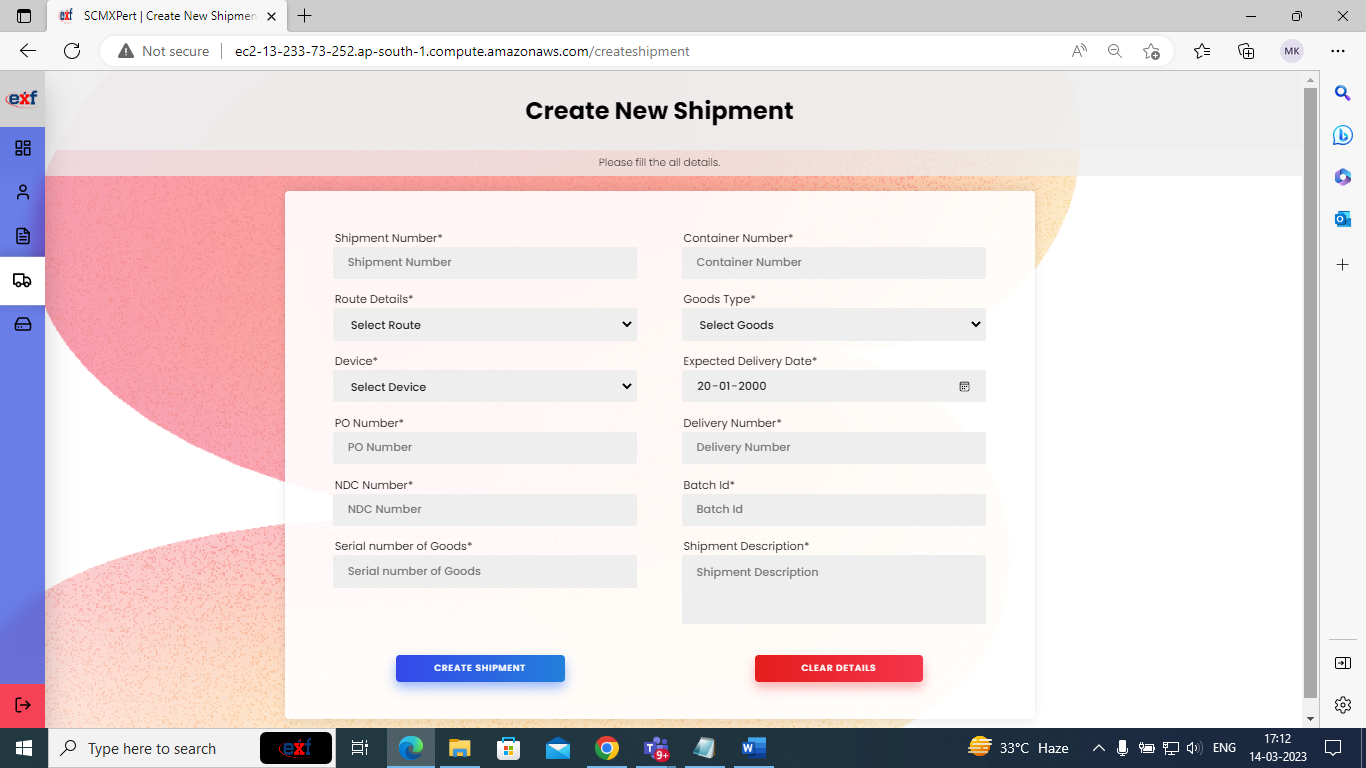 SCMXPert | Create New Shipmen
Not secure
ec2-13-233-73-252.ap-south-1.compute.amazonaws.com/createshipment
MK
exf
Create New Shipment
Please fill the all details.
Shipment Number*
Container Number*
Shipment Number
Container Number
Route Details*
Goods Type*
Select Route
Select Goods
Device*
Expected Delivery Date*
Select Device
20-01-2000
PO Number*
Delivery Number*
PO Number
Delivery Number
NDC Number*
Batch Id*
NDC Number
Batch Id
Serial number of Goods*
Shipment Description*
Serial number of Goods
Shipment Description
CREATE SHIPMENT
CLEAR DETAILS
Type here to search
exf
9+
33°C Haze
ENG
17:12
14-03-2023